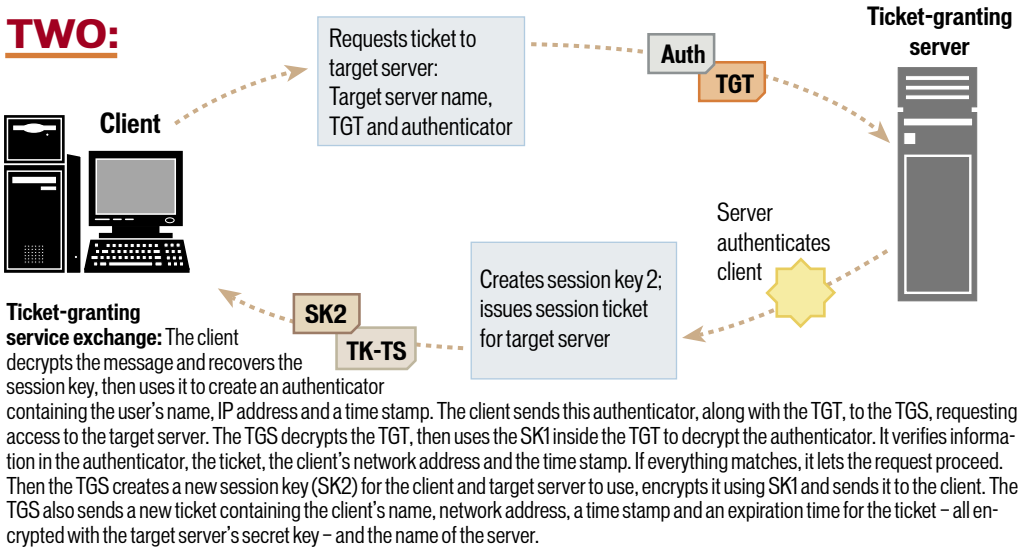 TWO:
Client
Requests ticket to
target server:
Target server name,
TGT and authenticator
Auth
TGT
Ticket-granting
server
Server
authenticates
client
Creates session key 2;
issues session ticket
for target server
SK2
TK-TS
Ticket-granting
service exchange: The client
decrypts the message and recovers the
session key, then uses it to create an authenticator
containing the user's name, IP address and a time stamp. The client sends this authenticator, along with the TGT, to the TGS, requesting
access to the target server. The TGS decrypts the TGT, then uses the SK1 inside the TGT to decrypt the authenticator. It verifies informa-
tion in the authenticator, the ticket, the client's network address and the time stamp. If everything matches, it lets the request proceed.
Then the TGS creates a new session key (SK2) for the client and target server to use, encrypts it using SK1 and sends it to the client. The
TGS also sends a new ticket containing the client's name, network address, a time stamp and an expiration time for the ticket – all en-
crypted with the target server's secret key – and the name of the server.